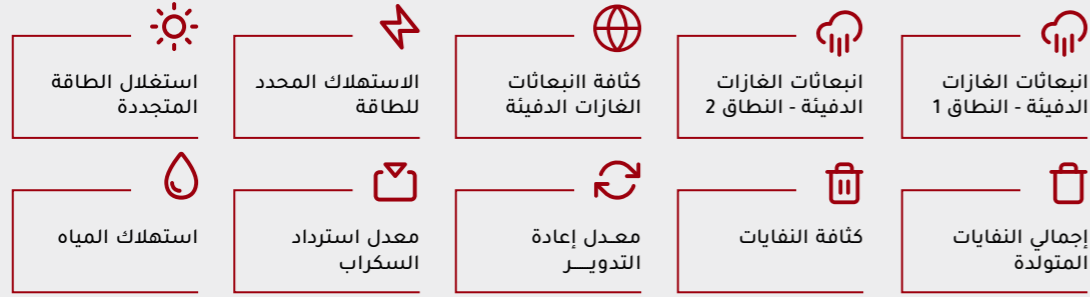 انبعاثات الغازات
الدفيئة - النطاق 1
انبعاثات الغازات
الدفيئة - النطاق 2
كثافة اانبعاثات
الغازات الدفيئة
الاستهلاك المحدد
للطاقة
استغلال الطاقة
المتجددة
إجمالي النفايات
المتولدة
كثافة النفايات
معـدل إعادة
التدويـــر
معدل استرداد
السكراب
استهلاك المياه